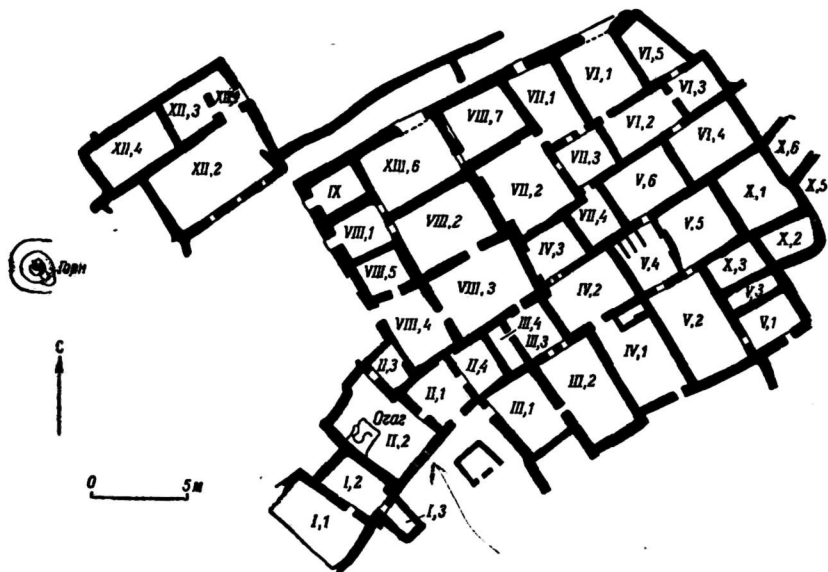 VI,5
VI,1
VI,3
VII,1
VIII,7
VI,2
VI,4
X,6
X,5
XII,3
XII,4
XII,2
XIII,6
VII,3
V,6
IX
VII,2
X,1
VIII,1
VIII,2
VII,4
V,5
X,2
VIII,5
IV,3
V,4
X,3
V,3
VIII,3
IV,2
VIII,4
III,4
III,3
V,2
V,1
IV,1
II,3
II,4
II,1
III,2
III,1
Очаг
II,2
I,2
I,3
I,1
Горн
С
0 5 м